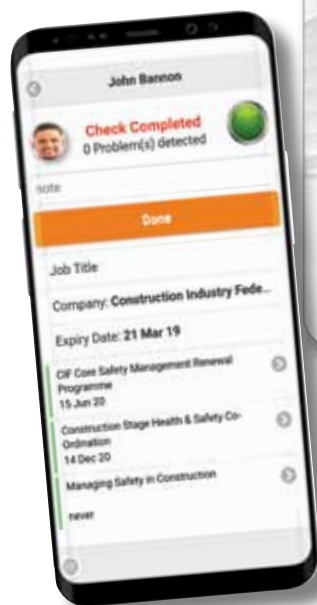 John Bannon
Check Completed
0 Problem(s) detected
note
Done
Job Title
Company: Construction Industry Fede...
Expiry Date: 21 Mar 19
CIF Core Safety Management Renewal
Programme
15 Jun 20
Construction Stage Health & Safety Co-
Ordination
14 Dec 20
Managing Safety in Construction
never